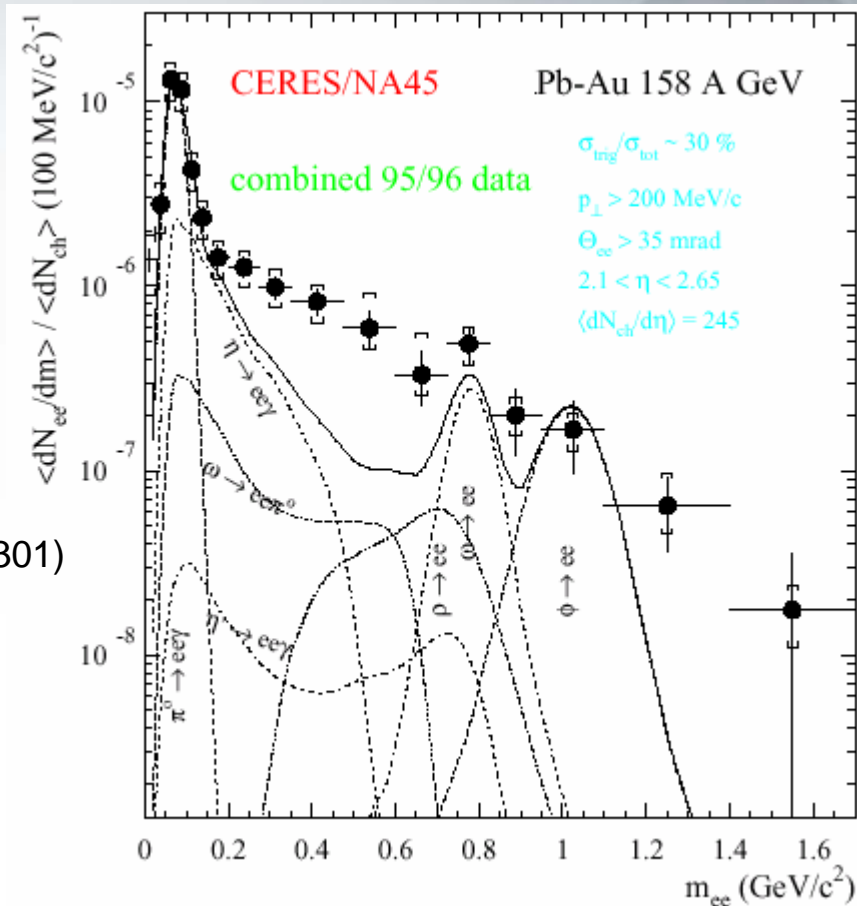 CERES/NA45 Pb-Au 158 A GeV
combined 95/96 data
σtrig/σtot ~ 30 %
p⊥ > 200 MeV/c
Θee > 35 mrad
2.1 < η < 2.65
⟨dNch/dη⟩ = 245
<dNee/dm> / <dNch> (100 MeV/c²)⁻¹
10⁻⁵
10⁻⁶
10⁻⁷
10⁻⁸
301)
η → eeγ
ω → eeπ°
η' → eeγ
π° → eeγ
ρ → ee
ω → ee
φ → ee
0 0.2 0.4 0.6 0.8 1 1.2 1.4 1.6
mee (GeV/c²)